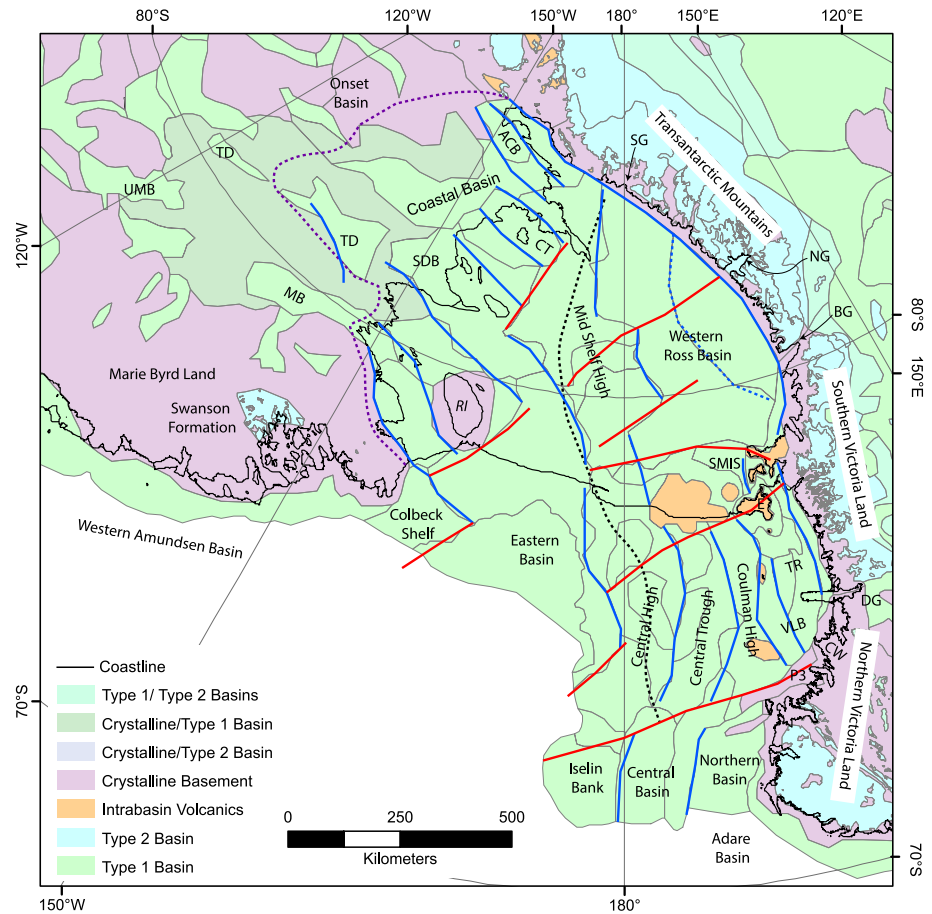 80°S
120°W
150°W
180°
150°E
120°E
Onset
Basin
TD
UMB
ACB
Coastal Basin
SG
Transantarctic Mountains
120°W
TD
SDB
CT
NG
MB
BG
80°S
Mid Shelf High
Western
Ross Basin
150°E
Marie Byrd Land
Swanson
Formation
RI
SMIS
Southern Victoria Land
E
Colbeck
Shelf
Eastern
Basin
Western Amundsen Basin
TR
DG
Central High
Central Trough
Coulman High
VLB
CW
P3
Northern Victoria Land
Coastline
Type 1/ Type 2 Basins
Crystalline/Type 1 Basin
Crystalline/Type 2 Basin
Crystalline Basement
Intrabasin Volcanics
Type 2 Basin
Type 1 Basin
70°S
Iselin
Bank
Central
Basin
Northern
Basin
0
250
500
Kilometers
Adare
Basin
70°S
150°W
180°